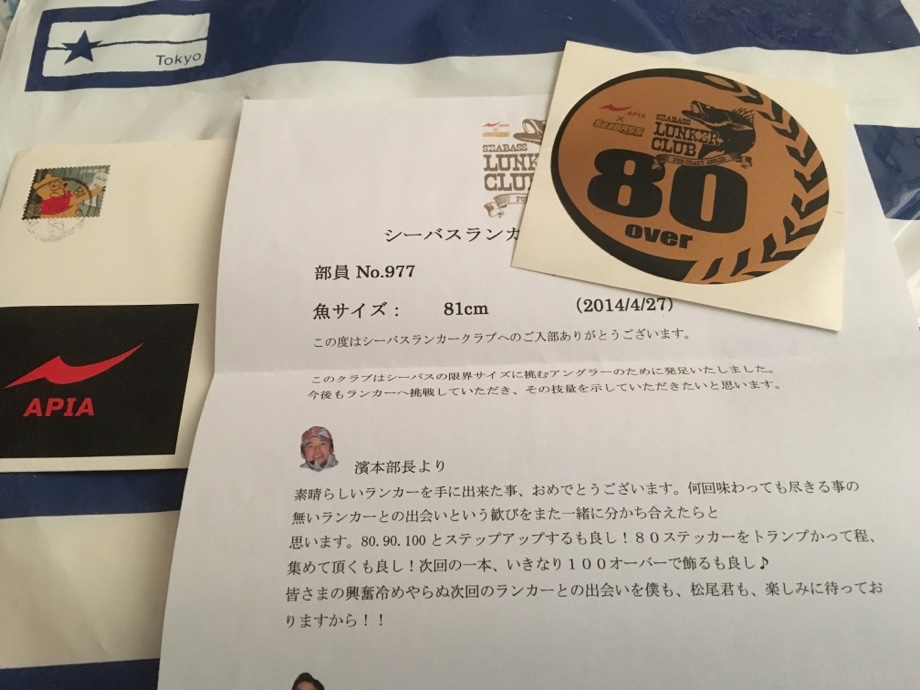 Tokyo
APIA
SEABASS
LUNK
CLU
APIA
×
SeaBASS
SEABASS
LUNKER
CLUB
FOR CRAZY ANGLER
80
over
シーバスランカ
部員 No.977
魚サイズ： 81cm （2014/4/27）
この度はシーバスランカークラブへのご入部ありがとうございます。
このクラブはシーバスの限界サイズに挑むアングラーのために発足いたしました。
今後もランカーへ挑戦していただき、その技量を示していただきたいと思います。
APIA
濱本部長より
素晴らしいランカーを手に出来た事、おめでとうございます。何回味わっても尽きる事の
無いランカーとの出会いという歓びをまた一緒に分かち合えたらと
思います。80.90.100 とステップアップするも良し！８０ステッカーをトランプかって程、
集めて頂くも良し！次回の一本、いきなり１００オーバーで飾るも良し♪
皆さまの興奮冷めやらぬ次回のランカーとの出会いを僕も、松尾君も、楽しみに待ってお
りますから！！